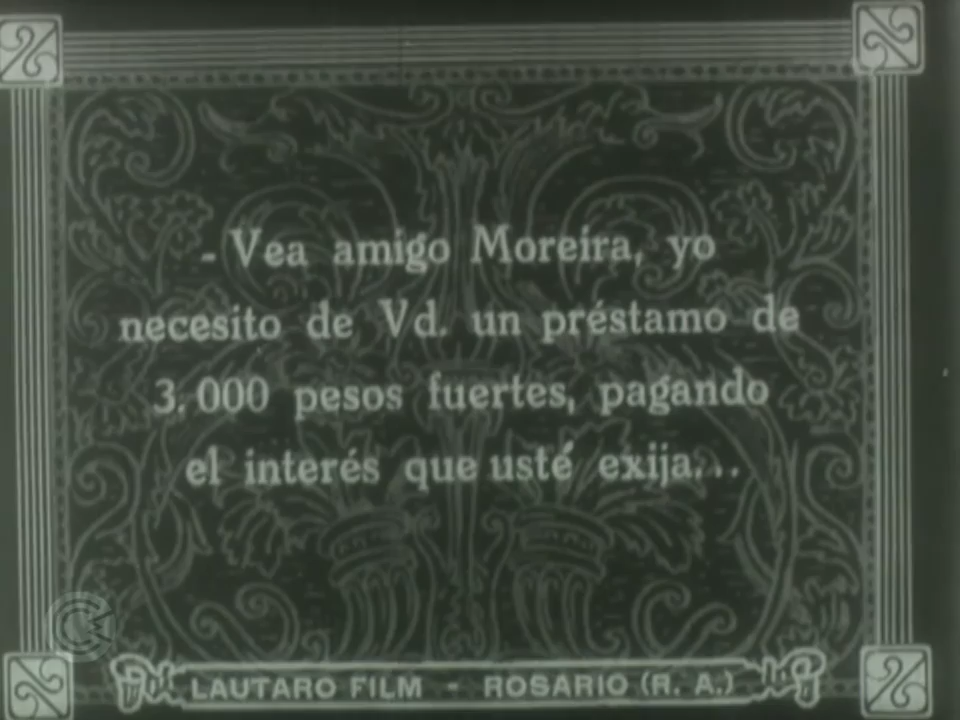 - Vea amigo Moreira, yo
necesito de Vd. un préstamo de
3.000 pesos fuertes, pagando
el interés que usté exija...
LAUTARO FILM - ROSARIO (R. A.)